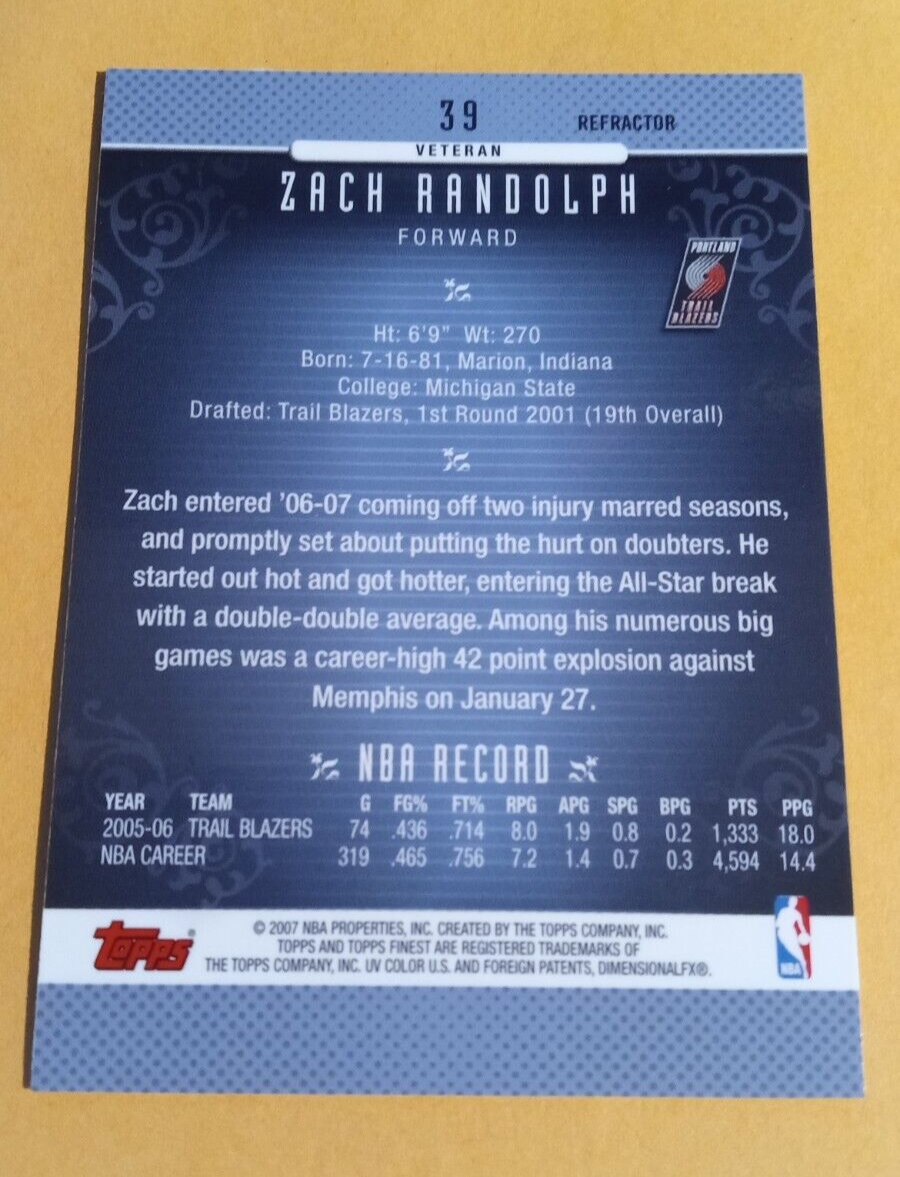 39
REFRACTOR
VETERAN
ZACH RANDOLPH
FORWARD
PORTLAND
TRAIL
BLAZERS
Ht: 6'9" Wt: 270
Born: 7-16-81, Marion, Indiana
College: Michigan State
Drafted: Trail Blazers, 1st Round 2001 (19th Overall)
Zach entered '06-07 coming off two injury marred seasons,
and promptly set about putting the hurt on doubters. He
started out hot and got hotter, entering the All-Star break
with a double-double average. Among his numerous big
games was a career-high 42 point explosion against
Memphis on January 27.
NBA RECORD
YEAR TEAM G FG% FT% RPG APG SPG BPG PTS PPG
2005-06 TRAIL BLAZERS 74 .436 .714 8.0 1.9 0.8 0.2 1,333 18.0
NBA CAREER 319 .465 .756 7.2 1.4 0.7 0.3 4,594 14.4
topps®
© 2007 NBA PROPERTIES, INC. CREATED BY THE TOPPS COMPANY, INC.
TOPPS AND TOPPS FINEST ARE REGISTERED TRADEMARKS OF
THE TOPPS COMPANY, INC. UV COLOR U.S. AND FOREIGN PATENTS, DIMENSIONALFX®.
NBA